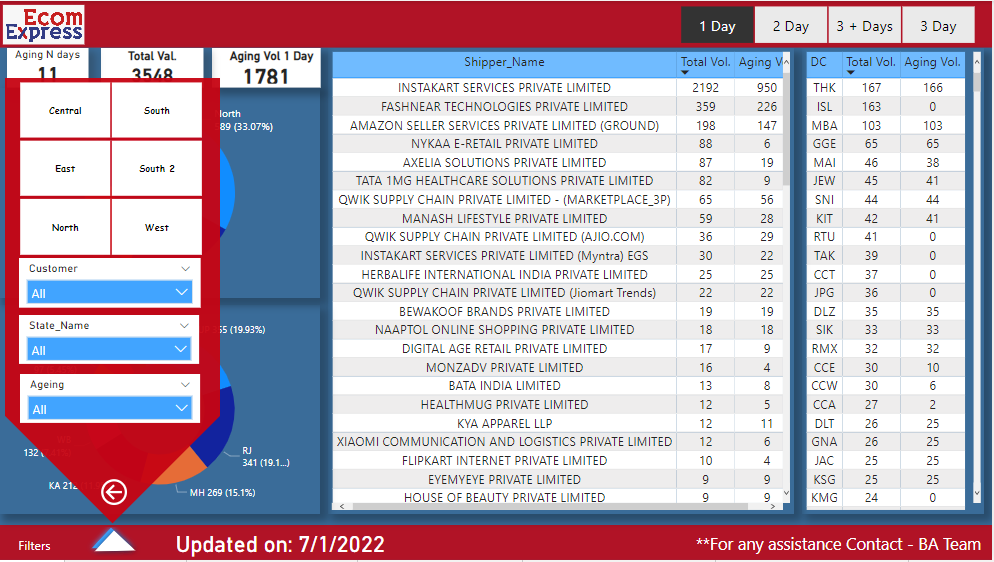 Ecom
Express
1 Day
2 Day
3 + Days
3 Day
Aging N days
11
Total Val.
3548
Aging Vol 1 Day
1781
Central
South
East
South 2
North
West
Customer
All
State_Name
All
Ageing
All
(33.07%)
(19.93%)
RJ
341 (19.1...)
MH 269 (15.1%)
Shipper_Name Total Vol. Aging V
INSTAKART SERVICES PRIVATE LIMITED 2192 950
FASHNEAR TECHNOLOGIES PRIVATE LIMITED 359 226
AMAZON SELLER SERVICES PRIVATE LIMITED (GROUND) 198 147
NYKAA E-RETAIL PRIVATE LIMITED 88 6
AXELIA SOLUTIONS PRIVATE LIMITED 87 19
TATA 1MG HEALTHCARE SOLUTIONS PRIVATE LIMITED 82 9
QWIK SUPPLY CHAIN PRIVATE LIMITED - (MARKETPLACE_3P) 65 56
MANASH LIFESTYLE PRIVATE LIMITED 59 28
QWIK SUPPLY CHAIN PRIVATE LIMITED (AJIO.COM) 36 29
INSTAKART SERVICES PRIVATE LIMITED (Myntra) EGS 30 22
HERBALIFE INTERNATIONAL INDIA PRIVATE LIMITED 25 25
QWIK SUPPLY CHAIN PRIVATE LIMITED (Jiomart Trends) 22 22
BEWAKOOF BRANDS PRIVATE LIMITED 19 19
NAAPTOL ONLINE SHOPPING PRIVATE LIMITED 18 18
DIGITAL AGE RETAIL PRIVATE LIMITED 17 9
MONZADV PRIVATE LIMITED 16 4
BATA INDIA LIMITED 13 8
HEALTHMUG PRIVATE LIMITED 12 5
KYA APPAREL LLP 12 11
XIAOMI COMMUNICATION AND LOGISTICS PRIVATE LIMITED 12 6
FLIPKART INTERNET PRIVATE LIMITED 10 4
EYEMYEYE PRIVATE LIMITED 9 9
HOUSE OF BEAUTY PRIVATE LIMITED 9 9
DC Total Vol. Aging Vol.
THK 167 166
ISL 163 0
MBA 103 103
GGE 65 65
MAI 46 38
JEW 45 41
SNI 44 44
KIT 42 41
RTU 41 0
TAK 39 0
CCT 37 0
JPG 36 0
DLZ 35 35
SIK 33 33
RMX 32 32
CCE 30 10
CCW 30 6
CCA 27 2
DLT 26 25
GNA 26 25
JAC 25 25
KSG 25 25
KMG 24 0
Filters
Updated on: 7/1/2022
**For any assistance Contact - BA Team